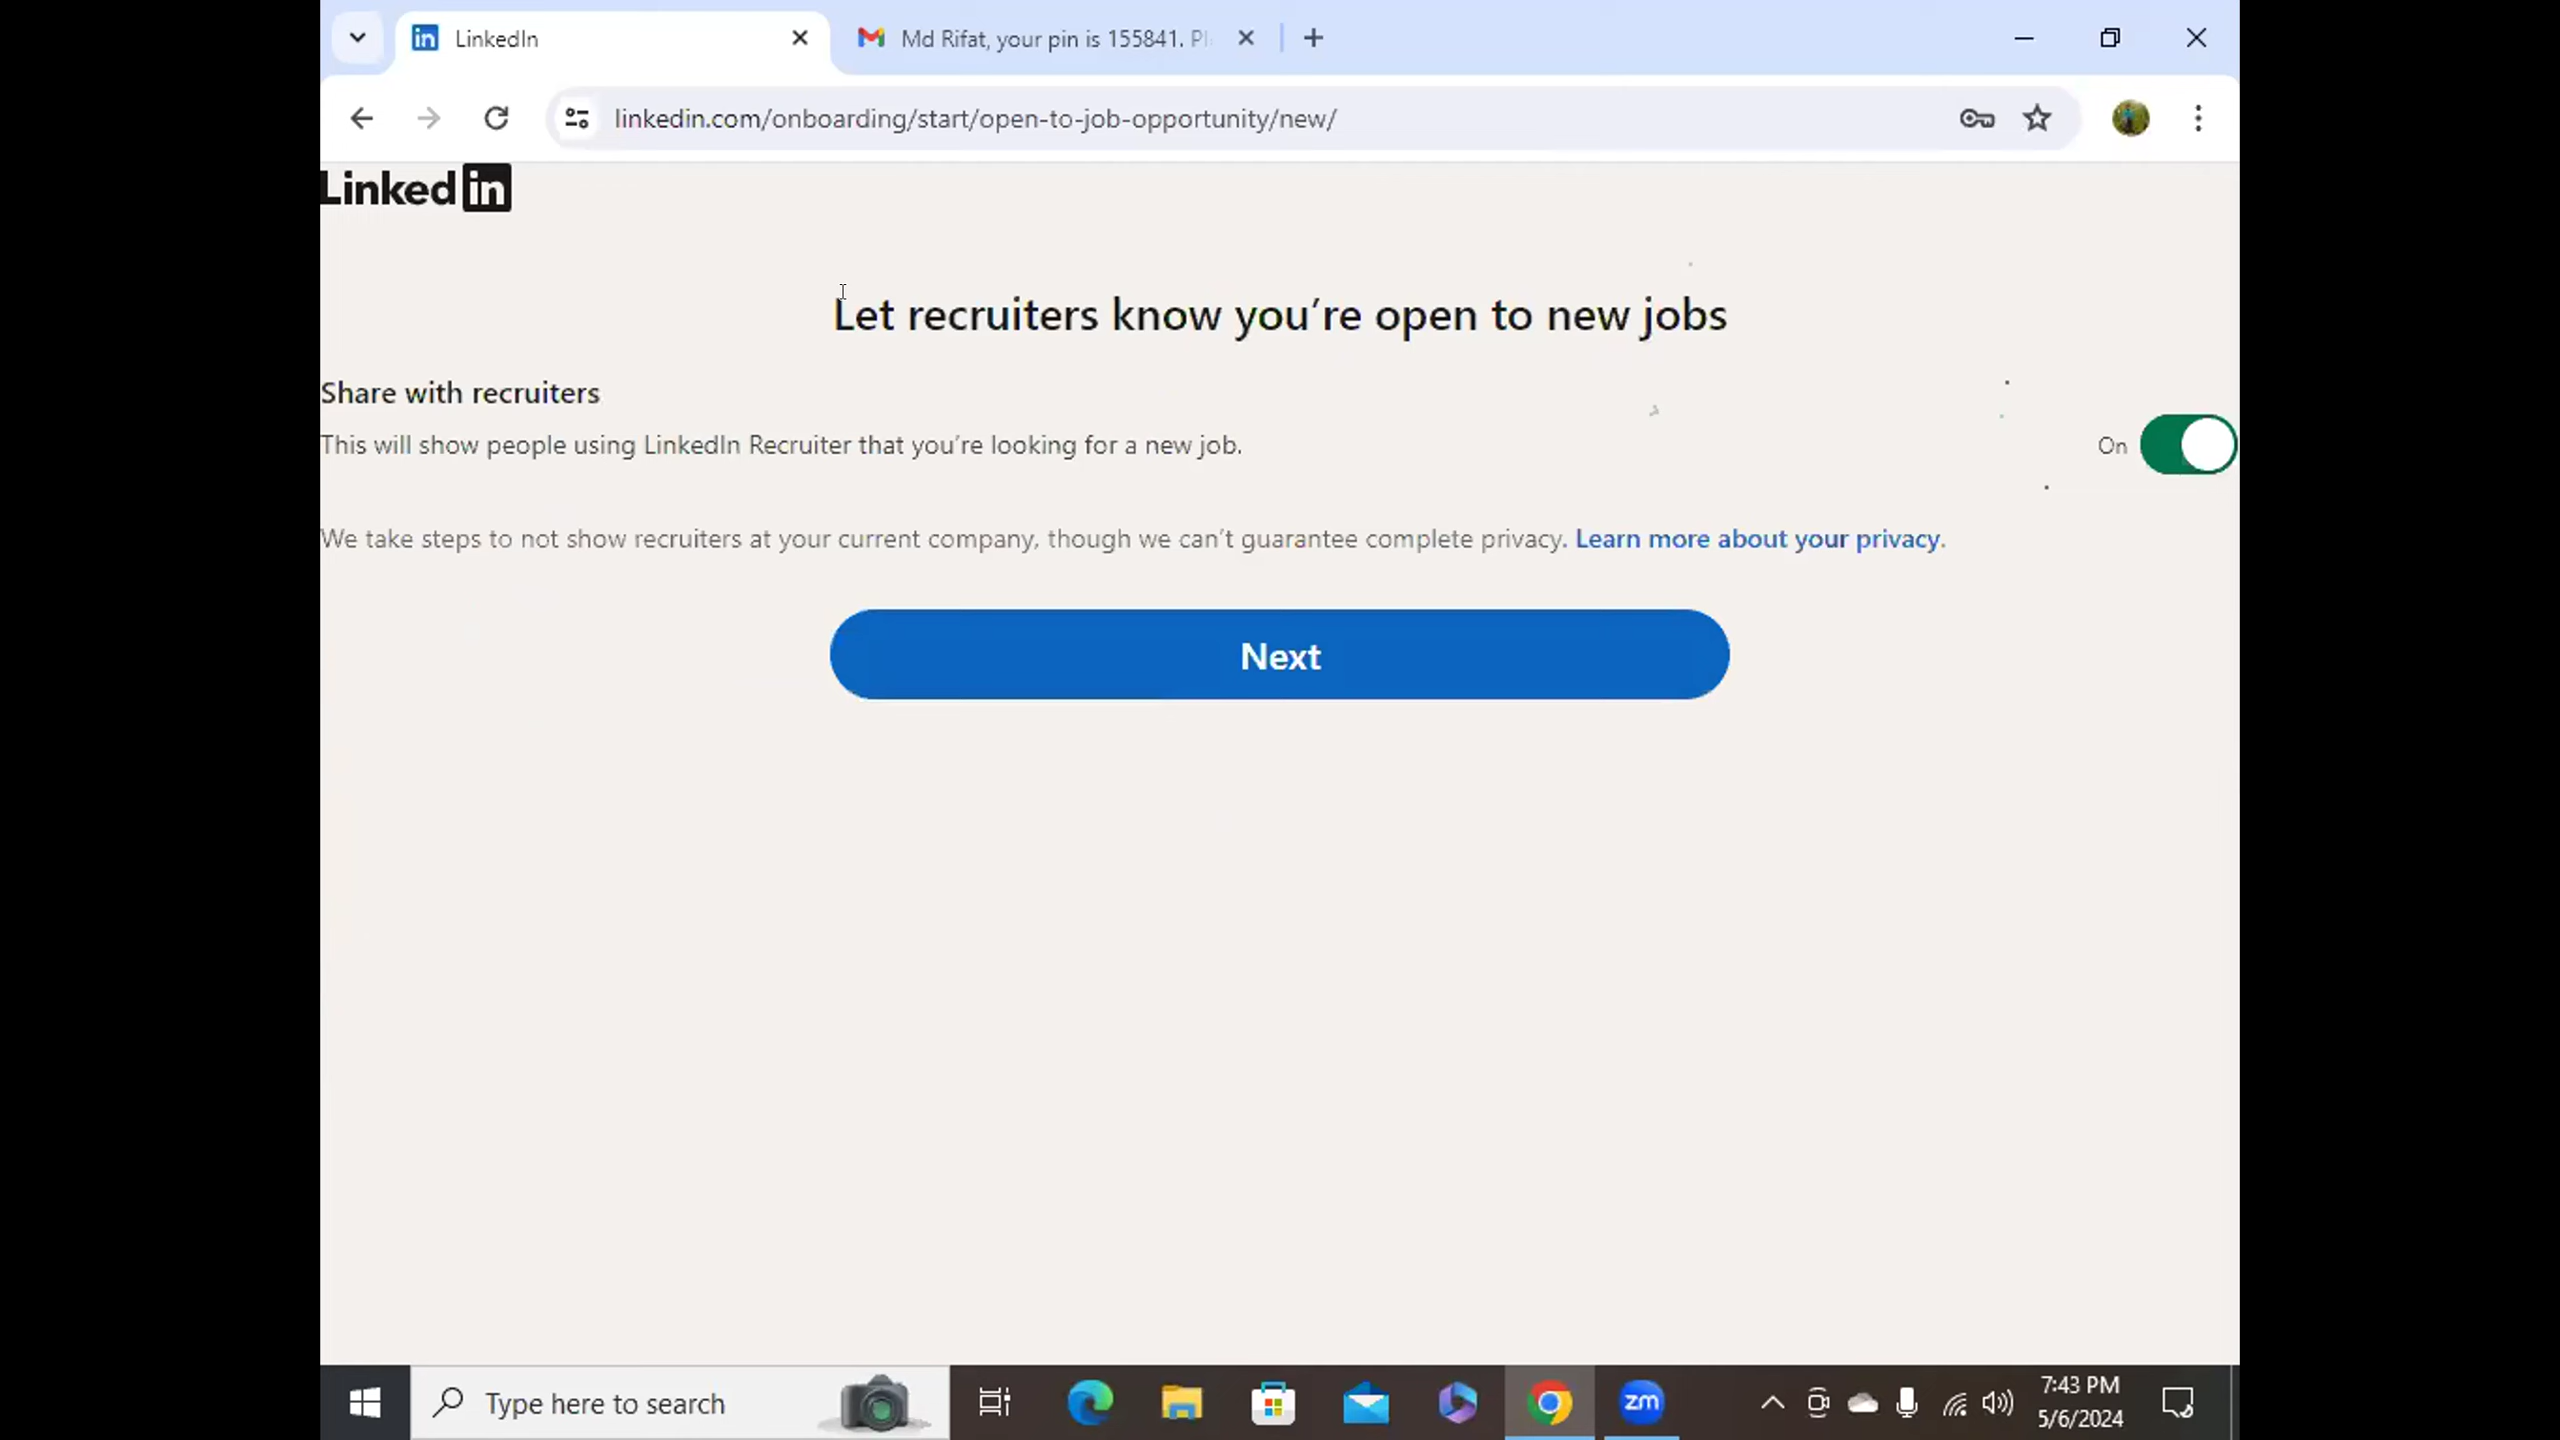 LinkedIn
Md Rifat, your pin is 155841. Pl
linkedin.com/onboarding/start/open-to-job-opportunity/new/
Linked in
Let recruiters know you’re open to new jobs
Share with recruiters
This will show people using LinkedIn Recruiter that you’re looking for a new job.
On
We take steps to not show recruiters at your current company, though we can’t guarantee complete privacy. Learn more about your privacy.
Next
Type here to search
zm
7:43 PM
5/6/2024